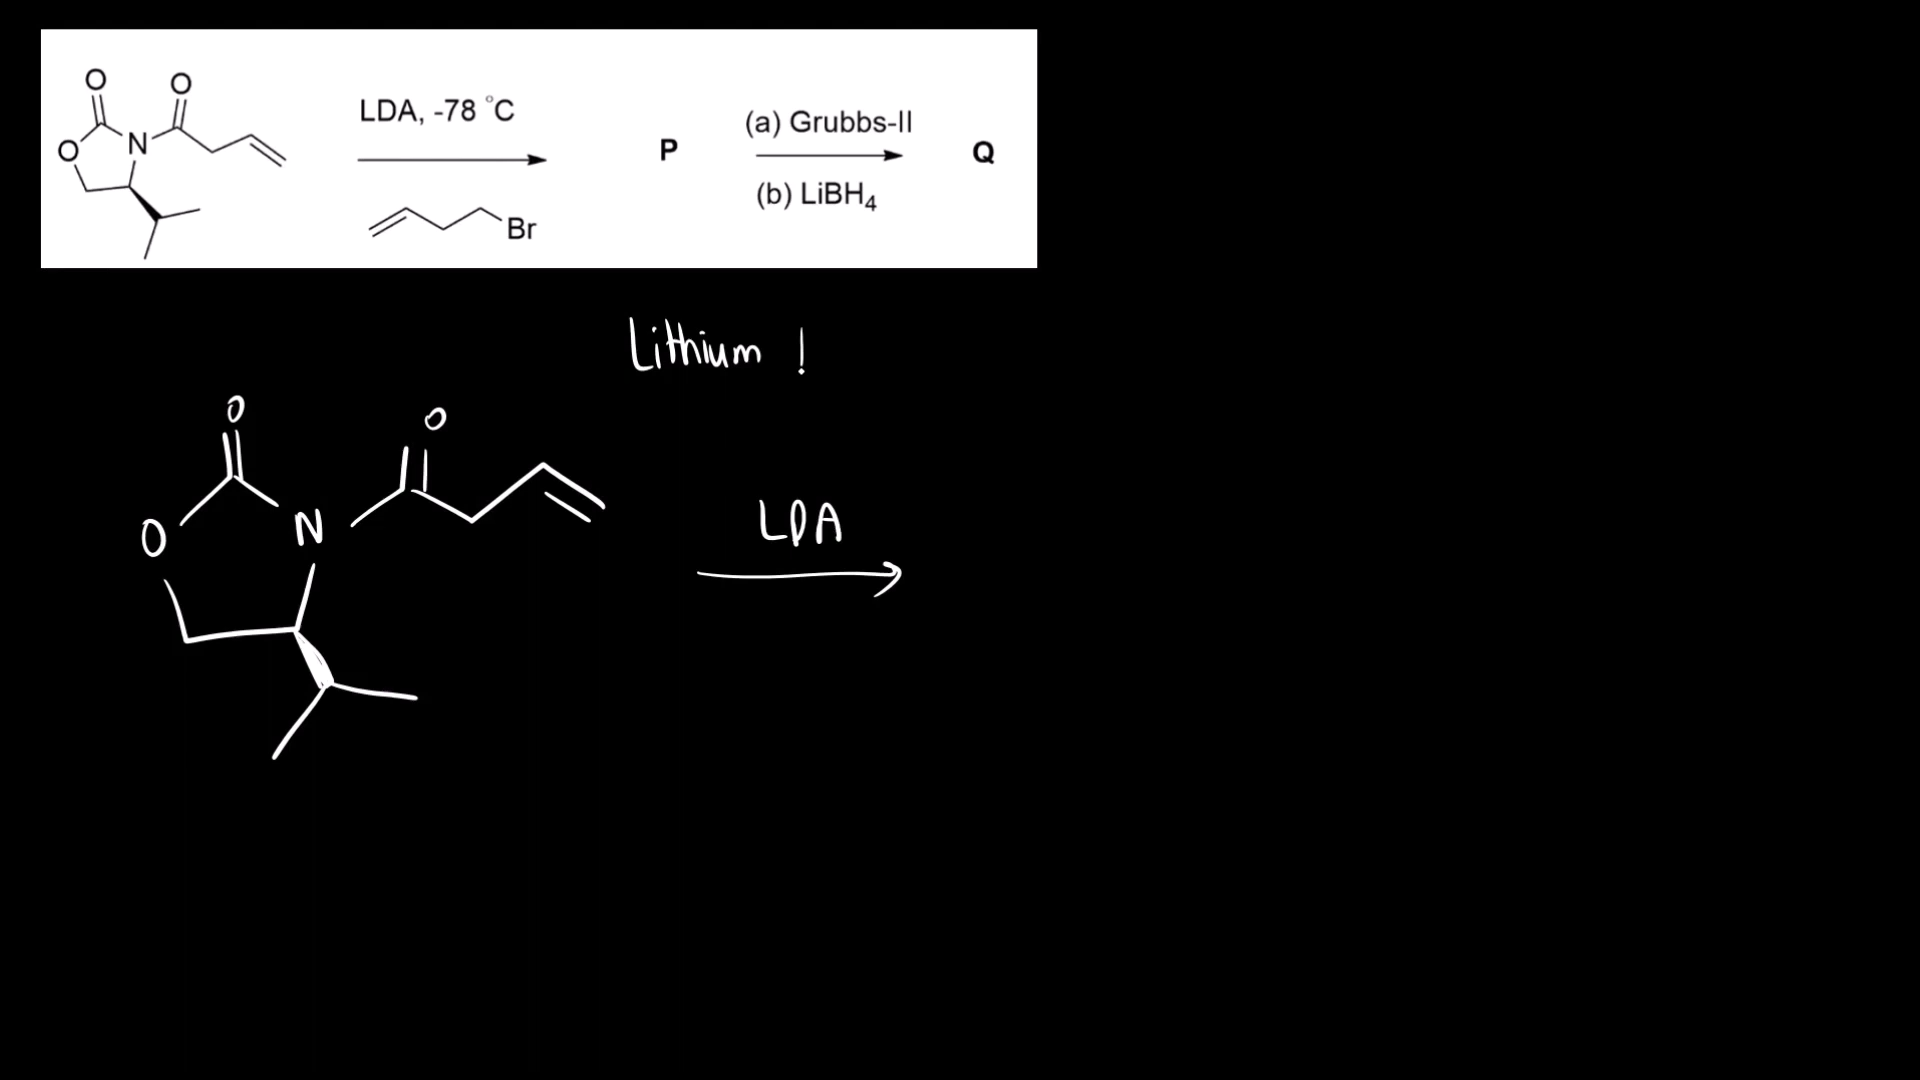 O O
LDA, -78 °C
(a) Grubbs-II
O N P Q
(b) LiBH4
Br
Lithium !
O O
O N LDA